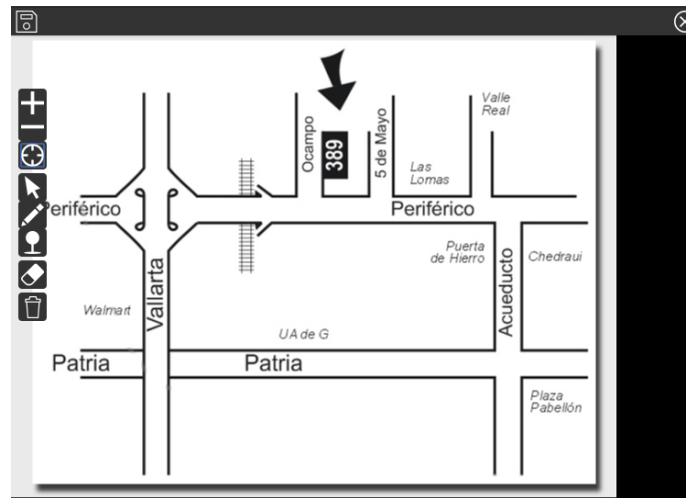 Valle
Real
Ocampo
389
5 de Mayo
Las
Lomas
Periférico
Periférico
Puerta
de Hierro
Acueducto
Chedraui
Vallarta
Walmart
UA de G
Patria
Patria
Plaza
Pabellón